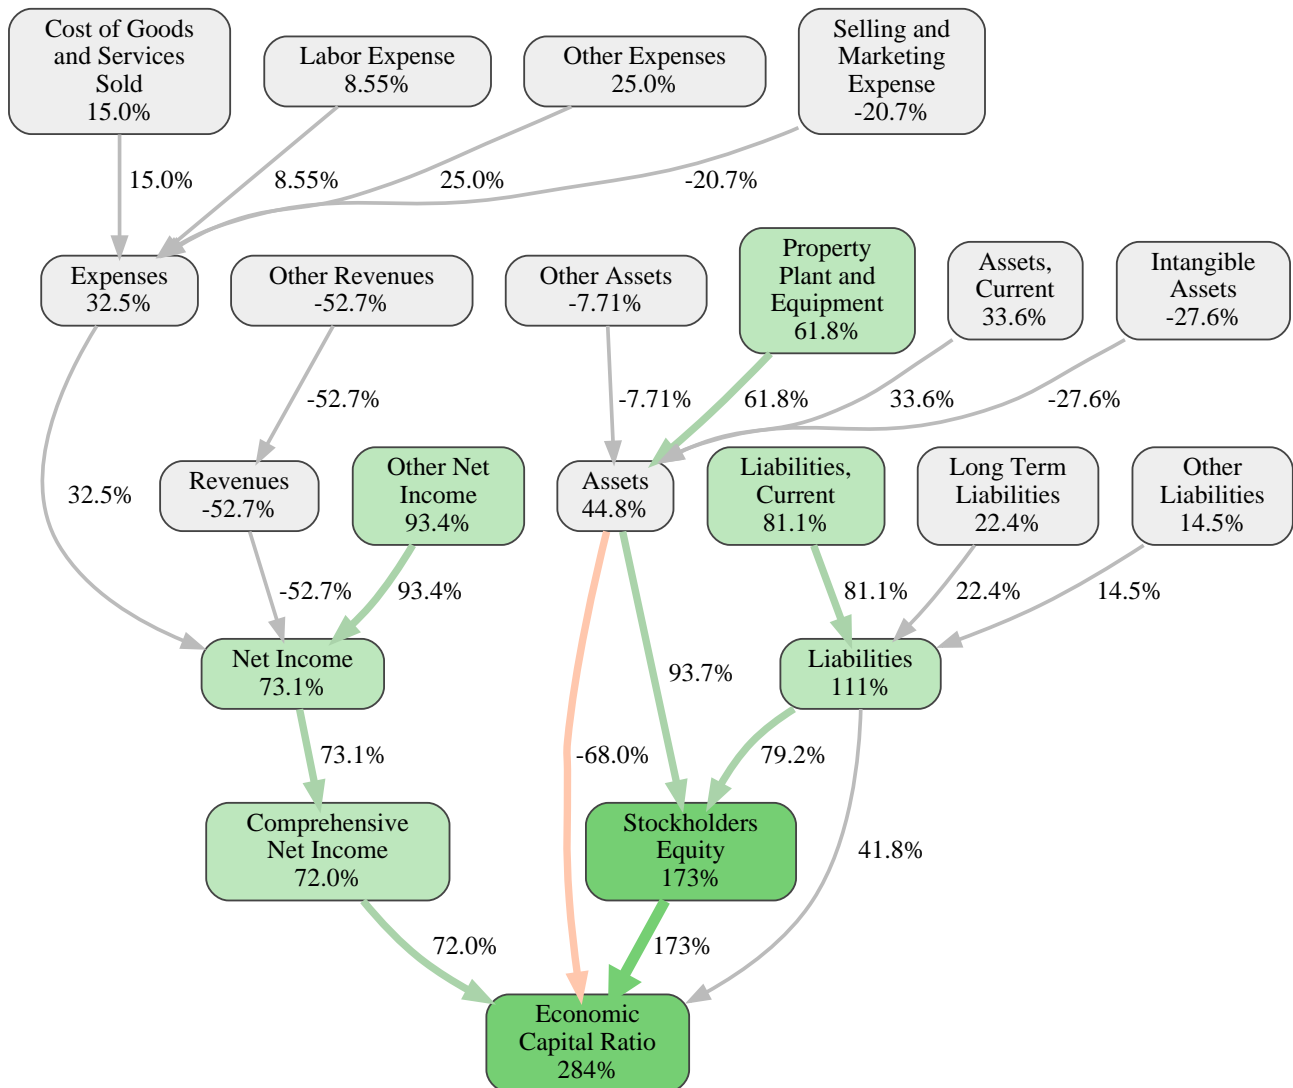 Cost of Goods
and Services
Sold
15.0%
Labor Expense
8.55%
Other Expenses
25.0%
Selling and
Marketing
Expense
-20.7%
15.0%
8.55%
25.0%
-20.7%
Expenses
32.5%
Other Revenues
-52.7%
Other Assets
-7.71%
Property
Plant and
Equipment
61.8%
Assets,
Current
33.6%
Intangible
Assets
-27.6%
-52.7%
-7.71%
61.8%
33.6%
-27.6%
32.5%
Revenues
-52.7%
Other Net
Income
93.4%
Assets
44.8%
Liabilities,
Current
81.1%
Long Term
Liabilities
22.4%
Other
Liabilities
14.5%
-52.7%
93.4%
81.1%
22.4%
14.5%
Net Income
73.1%
93.7%
Liabilities
111%
73.1%
-68.0%
79.2%
Comprehensive
Net Income
72.0%
Stockholders
Equity
173%
41.8%
72.0%
173%
Economic
Capital Ratio
284%